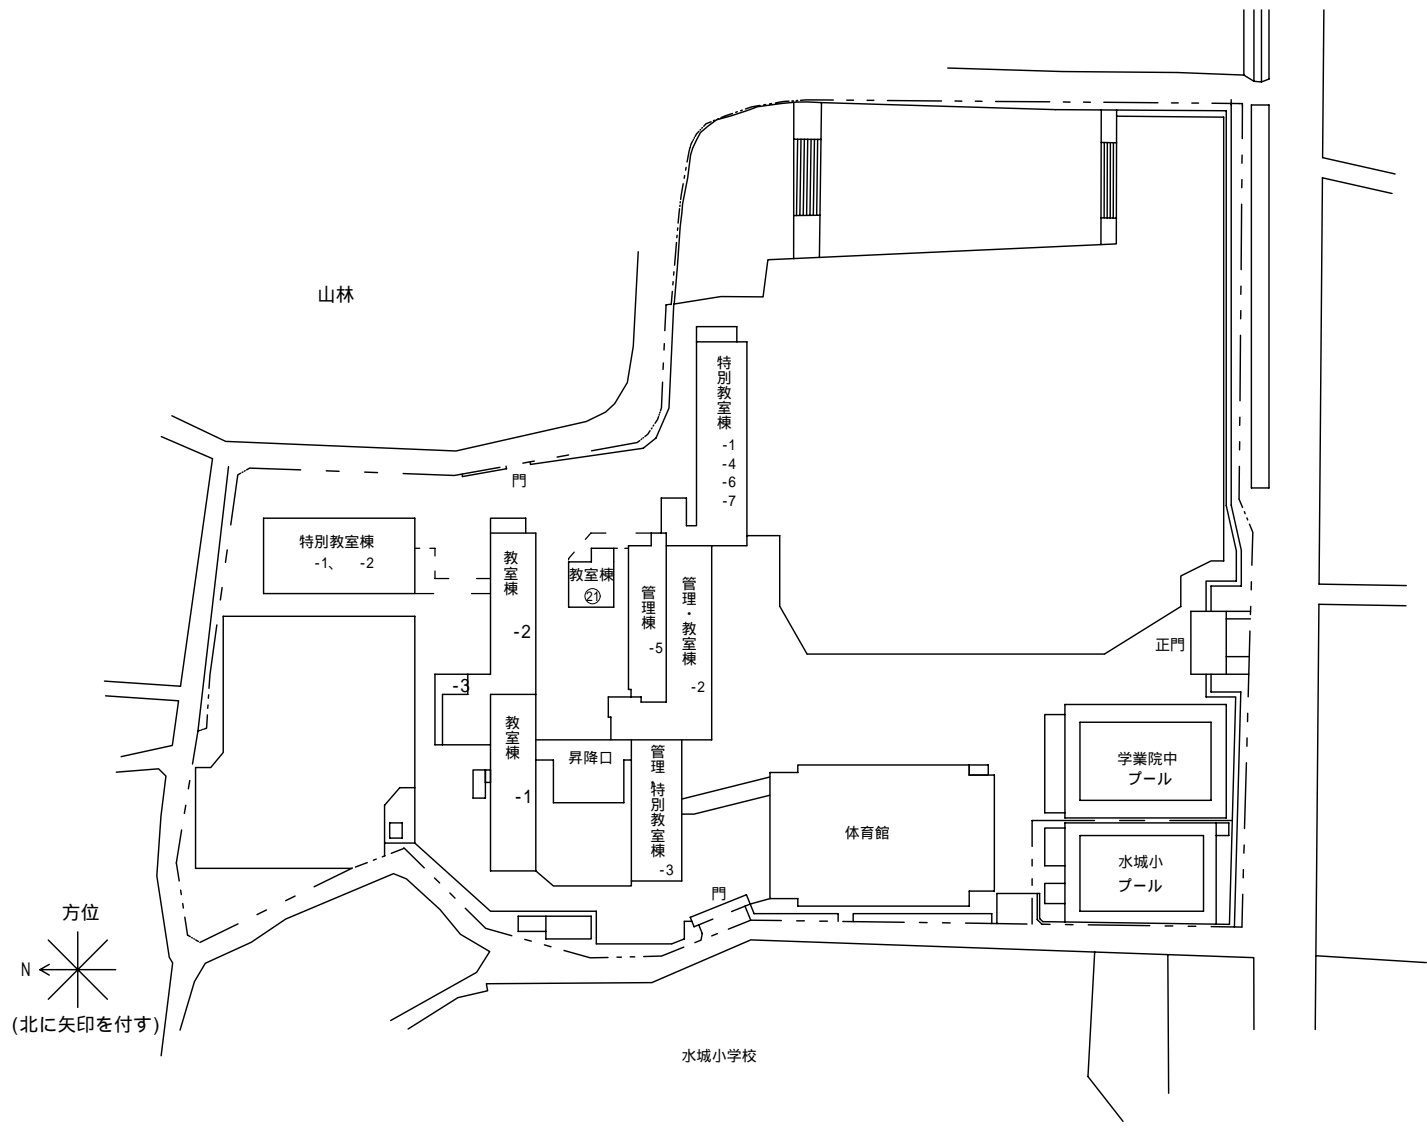 山林
特別教室棟
-1
-4
-6
-7
門
特別教室棟
-1、 -2
教室棟
-2
教室棟
㉑
管理棟
-5
管理・教室棟
-2
正門
-3
教室棟
-1
昇降口
管理・特別教室棟
-3
学業院中
プール
体育館
水城小
プール
門
方位
N
(北に矢印を付す)
水城小学校